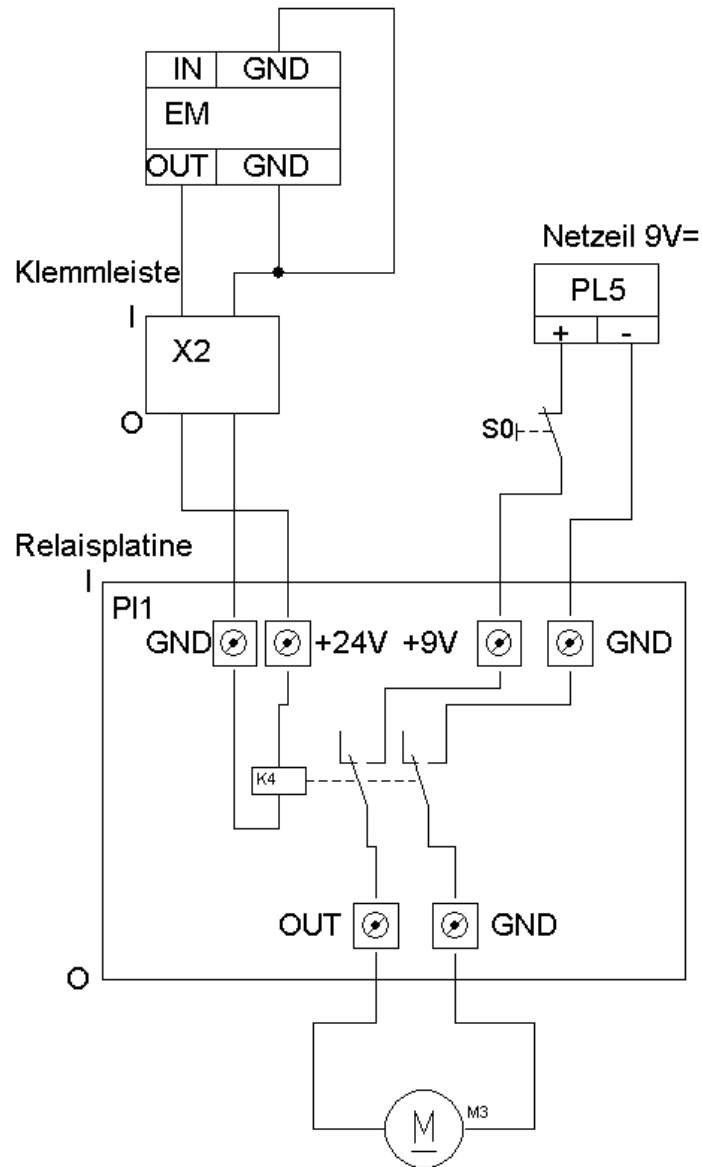 IN GND
EM
OUT GND
Netzeil 9V=
Klemmleiste
PL5
I
+ -
X2
O
S0
Relaisplatine
I
Pl1
GND +24V +9V GND
K4
OUT GND
O
M
M3